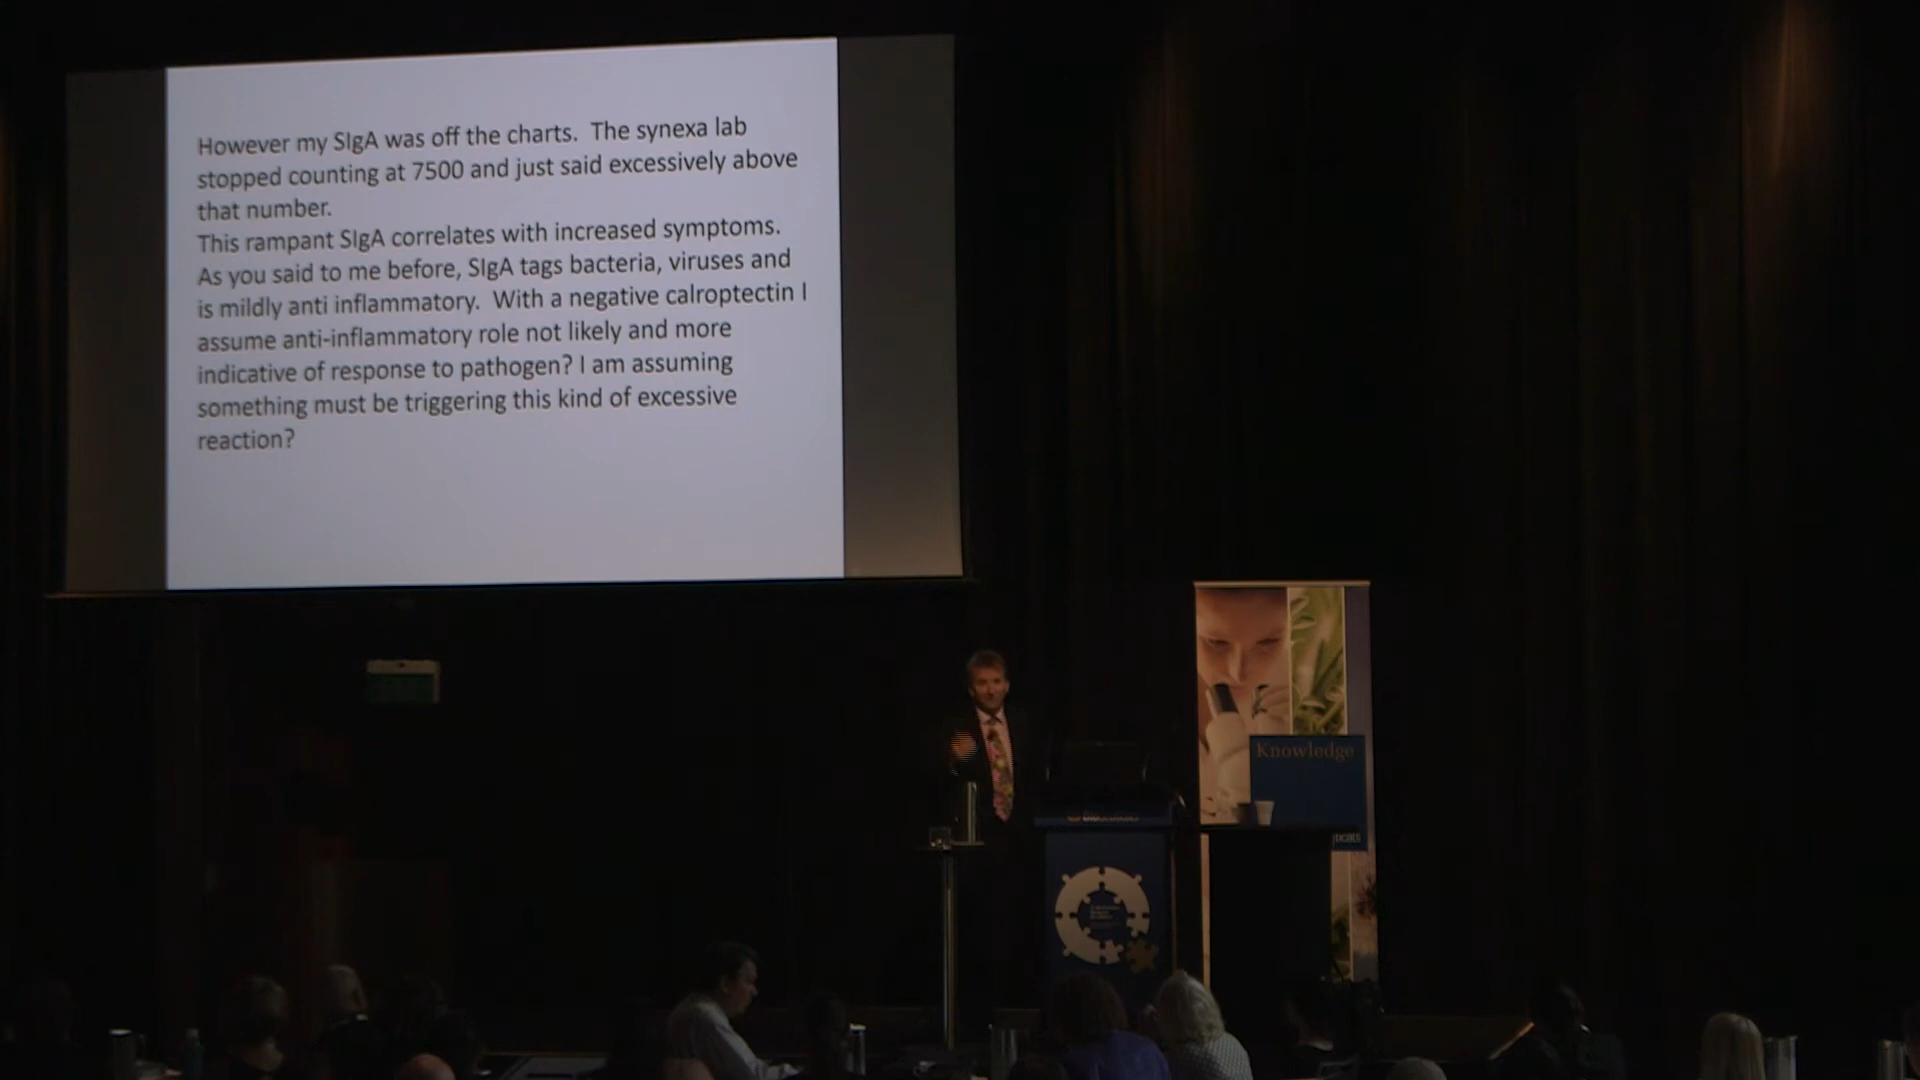 However my SIgA was off the charts.  The synexa lab
stopped counting at 7500 and just said excessively above
that number.
This rampant SIgA correlates with increased symptoms.
As you said to me before, SIgA tags bacteria, viruses and
is mildly anti inflammatory.  With a negative calroptectin I
assume anti-inflammatory role not likely and more
indicative of response to pathogen? I am assuming
something must be triggering this kind of excessive
reaction?
Knowledge